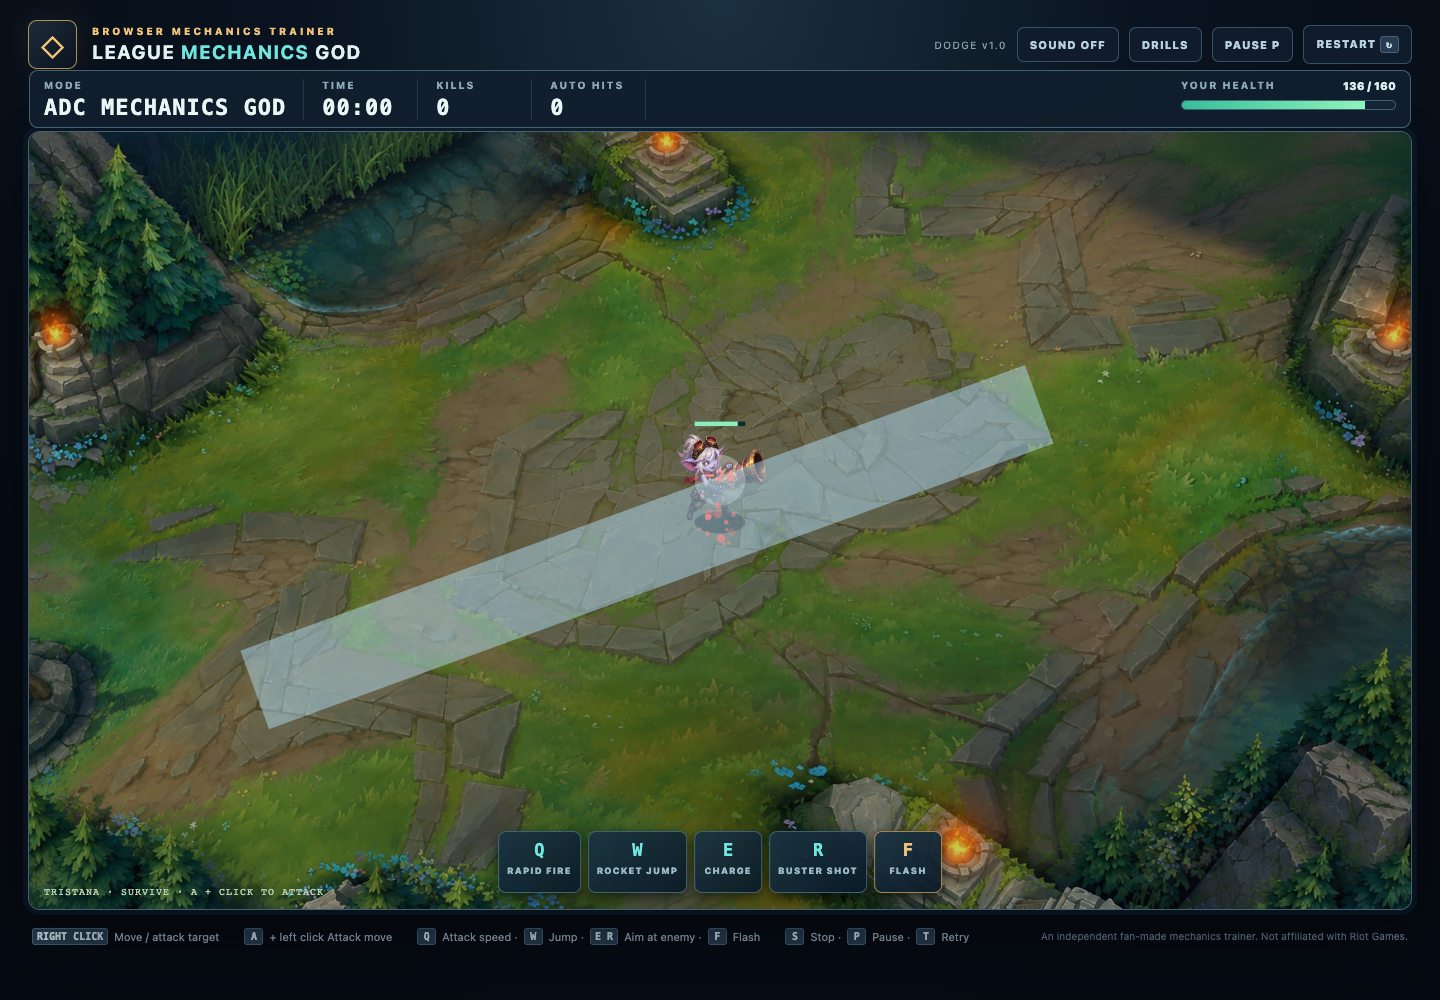 BROWSER MECHANICS TRAINER
LEAGUE MECHANICS GOD
DODGE v1.0
SOUND OFF
DRILLS
PAUSE P
RESTART ↻
MODE
ADC MECHANICS GOD
TIME
00:00
KILLS
0
AUTO HITS
0
YOUR HEALTH
136 / 160
Q
RAPID FIRE
W
ROCKET JUMP
E
CHARGE
R
BUSTER SHOT
F
FLASH
TRISTANA · SURVIVE · A + CLICK TO ATTACK
RIGHT CLICK Move / attack target A + left click Attack move Q Attack speed · W Jump · E R Aim at enemy · F Flash S Stop · P Pause · T Retry
An independent fan-made mechanics trainer. Not affiliated with Riot Games.